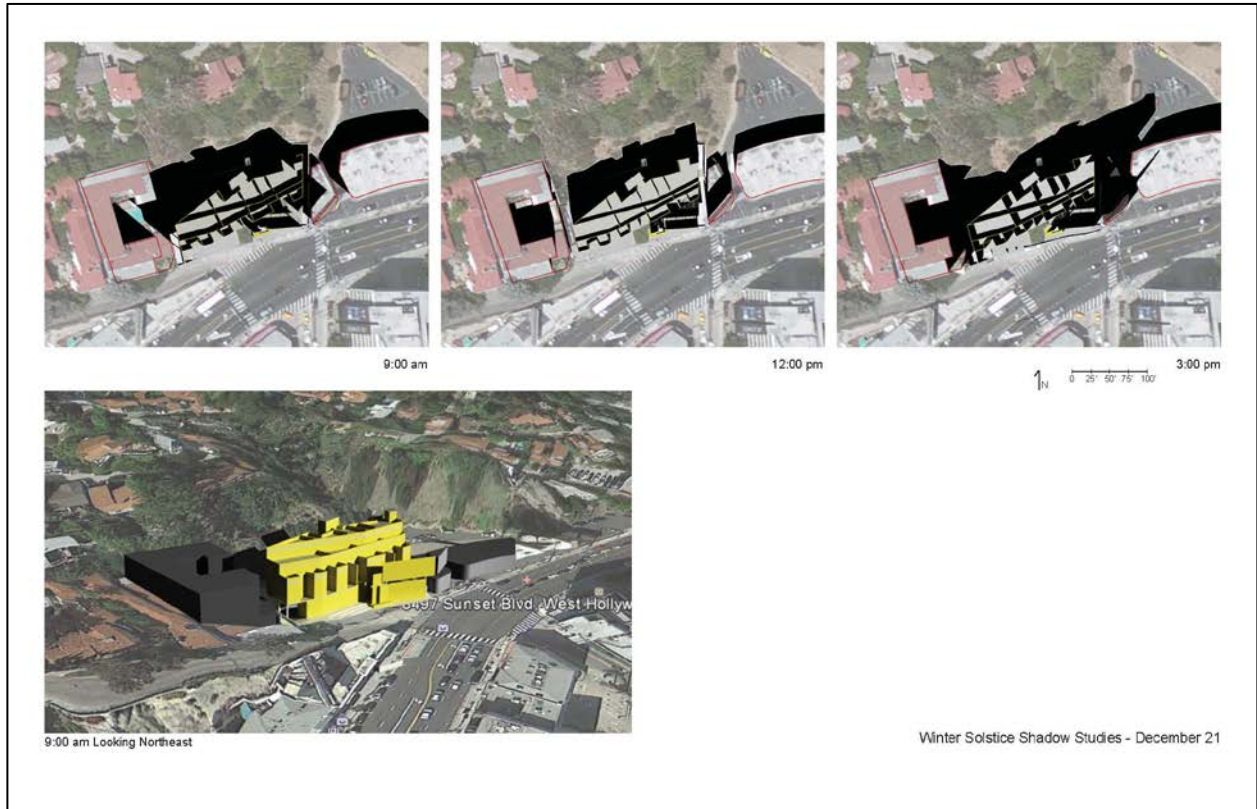 9:00 am
12:00 pm
3:00 pm
N
0 25' 50' 75' 100'
8497 Sunset Blvd, West Hollyw
9:00 am Looking Northeast
Winter Solstice Shadow Studies - December 21